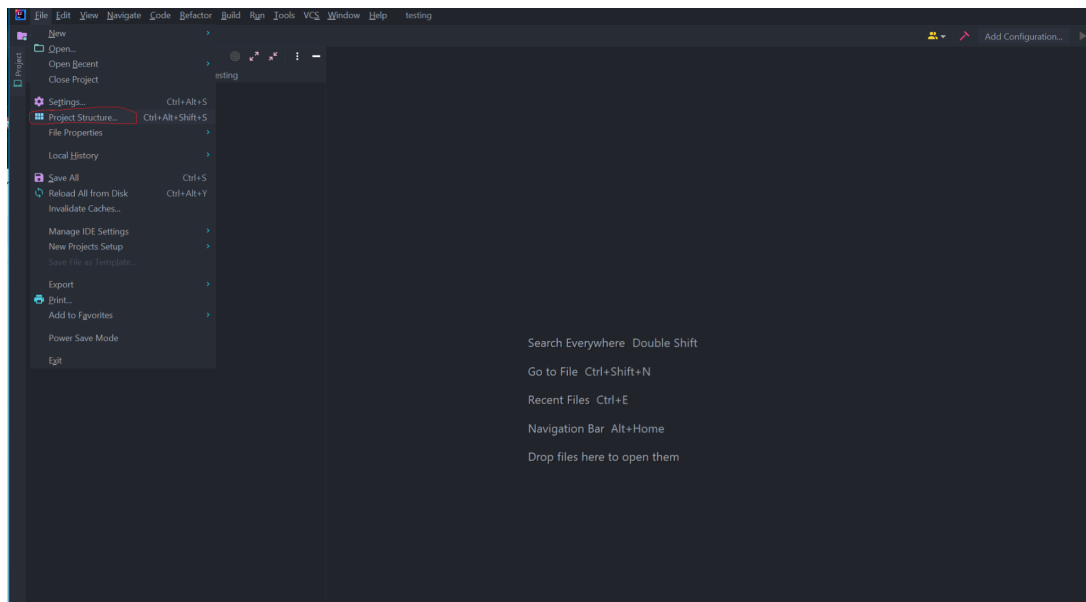 File Edit View Navigate Code Refactor Build Run Tools VCS Window Help testing
Add Configuration...
Project
esting
New
Open...
Open Recent
Close Project
Settings... Ctrl+Alt+S
Project Structure... Ctrl+Alt+Shift+S
File Properties
Local History
Save All Ctrl+S
Reload All from Disk Ctrl+Alt+Y
Invalidate Caches...
Manage IDE Settings
New Projects Setup
Save File as Template...
Export
Print...
Add to Favorites
Power Save Mode
Exit
Search Everywhere Double Shift
Go to File Ctrl+Shift+N
Recent Files Ctrl+E
Navigation Bar Alt+Home
Drop files here to open them